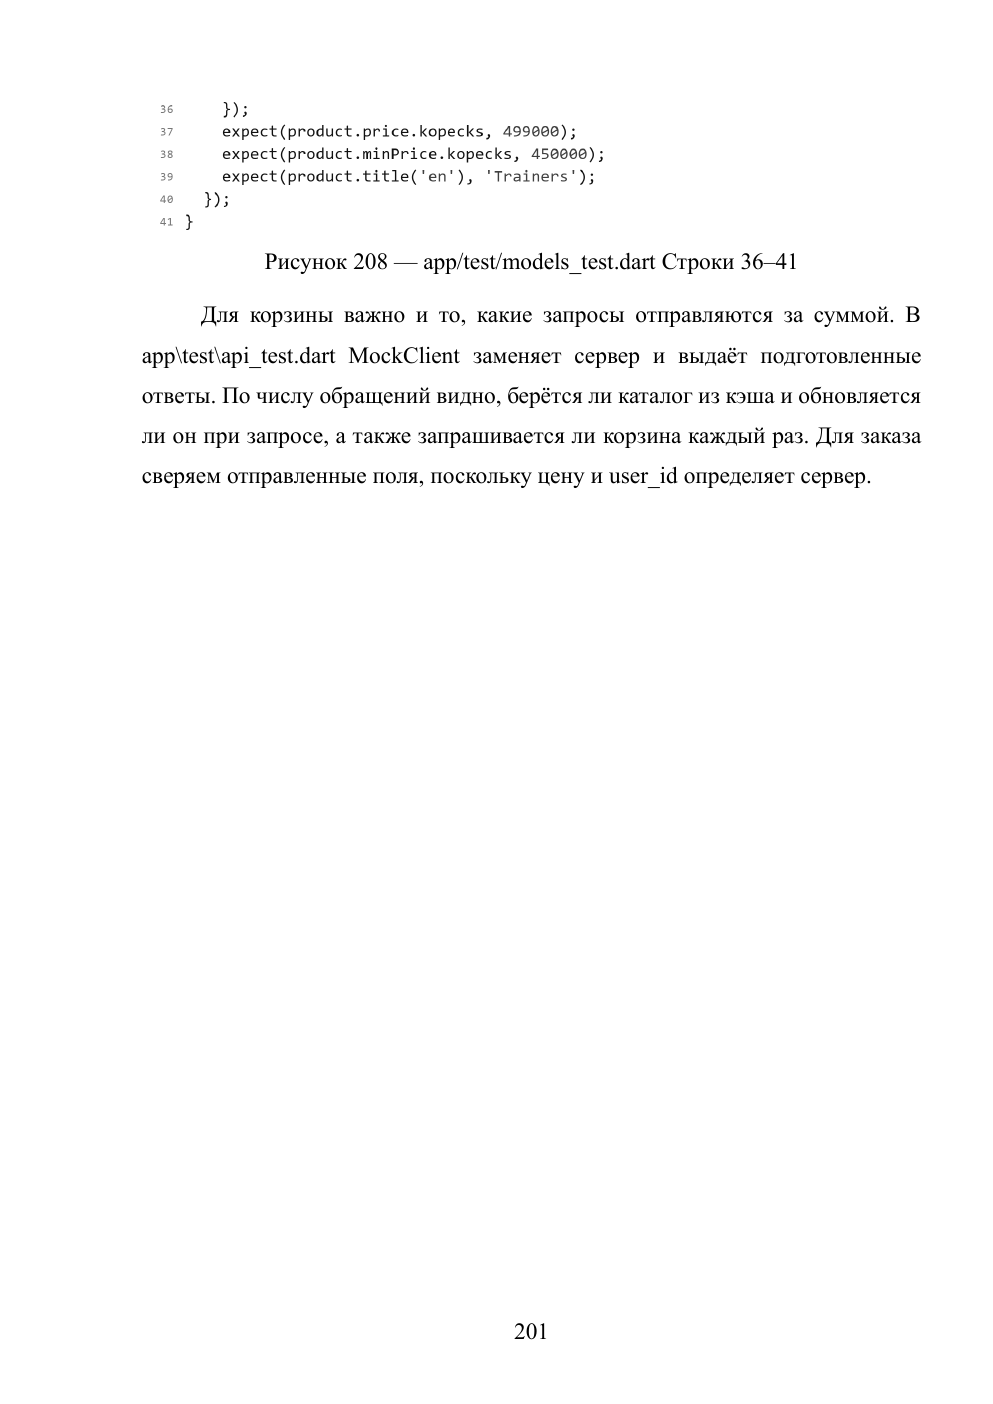 36 });
37 expect(product.price.kopecks, 499000);
38 expect(product.minPrice.kopecks, 450000);
39 expect(product.title('en'), 'Trainers');
40 });
41 }
Рисунок 208 — app/test/models_test.dart Строки 36–41
Для корзины важно и то, какие запросы отправляются за суммой. В
app\test\api_test.dart MockClient заменяет сервер и выдаёт подготовленные
ответы. По числу обращений видно, берётся ли каталог из кэша и обновляется
ли он при запросе, а также запрашивается ли корзина каждый раз. Для заказа
сверяем отправленные поля, поскольку цену и user_id определяет сервер.
201